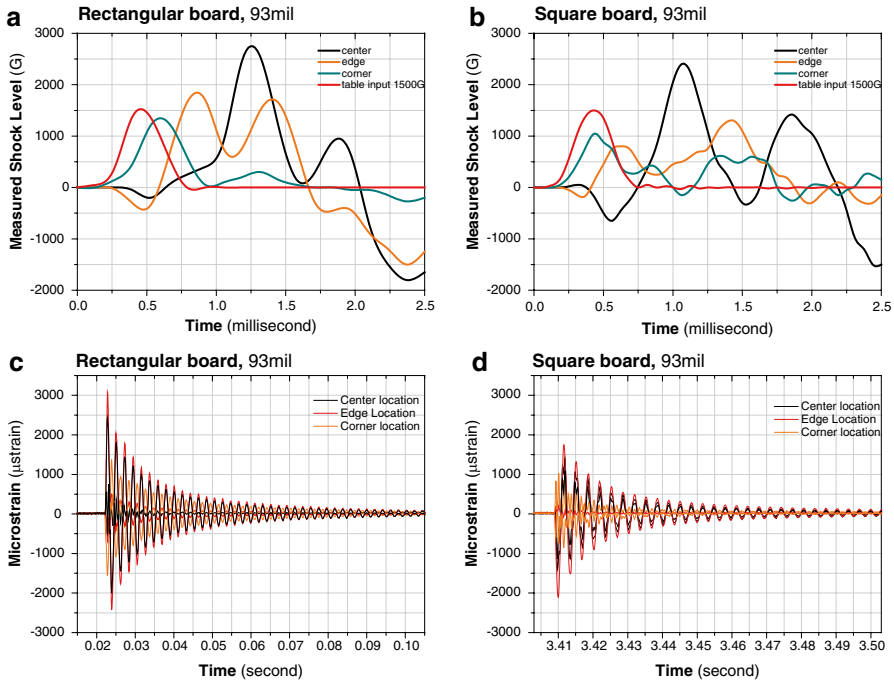 a Rectangular board, 93mil
Measured Shock Level (G)
3000
2000
1000
0
-1000
-2000
center
edge
corner
table input 1500G
0.0 0.5 1.0 1.5 2.0 2.5
Time (millisecond)
b Square board, 93mil
Measured Shock Level (G)
3000
2000
1000
0
-1000
-2000
center
edge
corner
table input 1500G
0.0 0.5 1.0 1.5 2.0 2.5
Time (millisecond)
c Rectangular board, 93mil
Microstrain (μstrain)
3000
2000
1000
0
-1000
-2000
-3000
Center location
Edge Location
Corner location
0.02 0.03 0.04 0.05 0.06 0.07 0.08 0.09 0.10
Time (second)
d Square board, 93mil
Microstrain (μstrain)
3000
2000
1000
0
-1000
-2000
-3000
Center location
Edge Location
Corner location
3.41 3.42 3.43 3.44 3.45 3.46 3.47 3.48 3.49 3.50
Time (second)